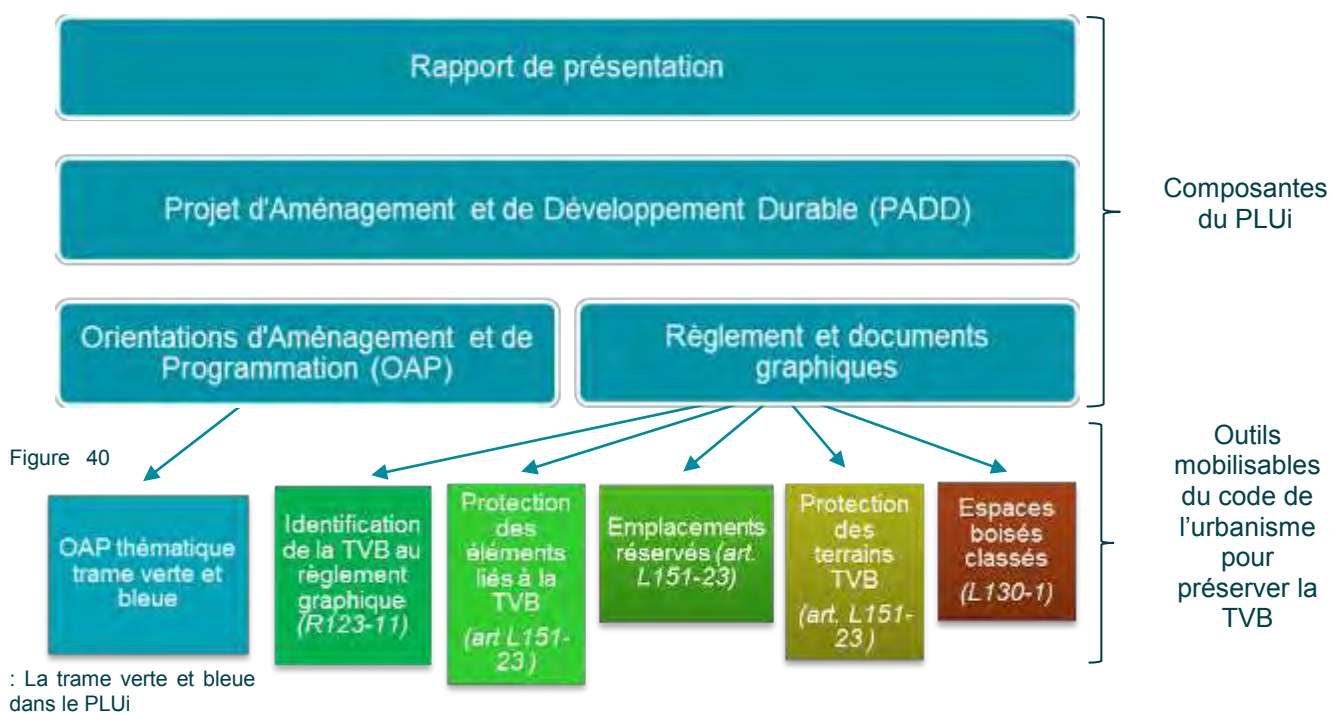 Rapport de présentation
Projet d'Aménagement et de Développement Durable (PADD)
Composantes
du PLUi
Orientations d'Aménagement et de
Programmation (OAP)
Règlement et documents
graphiques
Figure 40
OAP thématique
trame verte et
bleue
Identification
de la TVB au
règlement
graphique
(R123-11)
Protection
des
éléments
liés à la
TVB
(art L151-
23 )
Emplacements
réservés (art.
L151-23)
Protection
des
terrains
TVB
(art. L151-
23 )
Espaces
boisés
classés
(L130-1)
Outils
mobilisables
du code de
l'urbanisme
pour
préserver la
TVB
: La trame verte et bleue
dans le PLUi